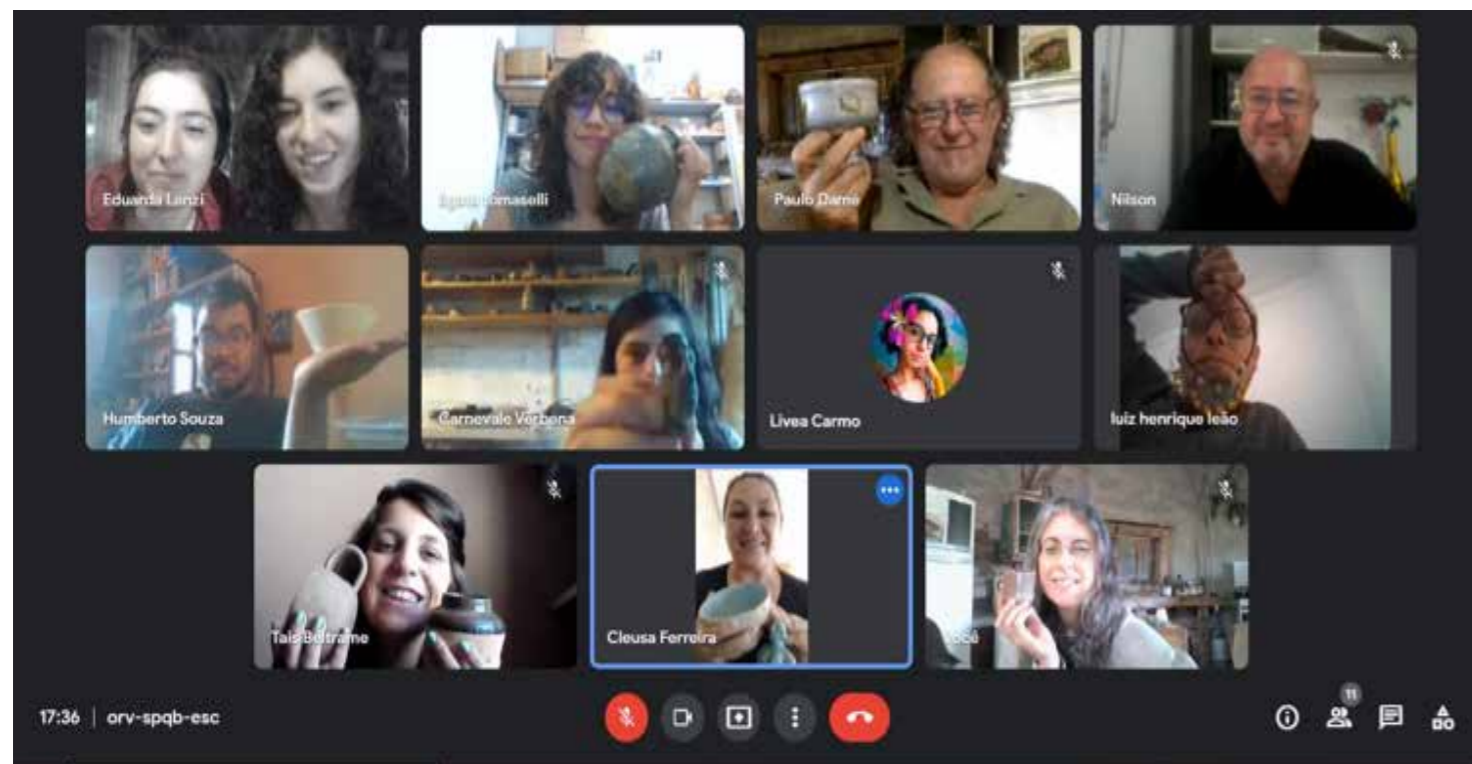 Eduarda Lanzi
Paulo Dame
Nilson
Humberto Souza
Carnevale Verbena
Livea Carmo
luiz henrique leão
Tais Beltrame
Cleusa Ferreira
Você
17:36 | orv-spqb-esc
11